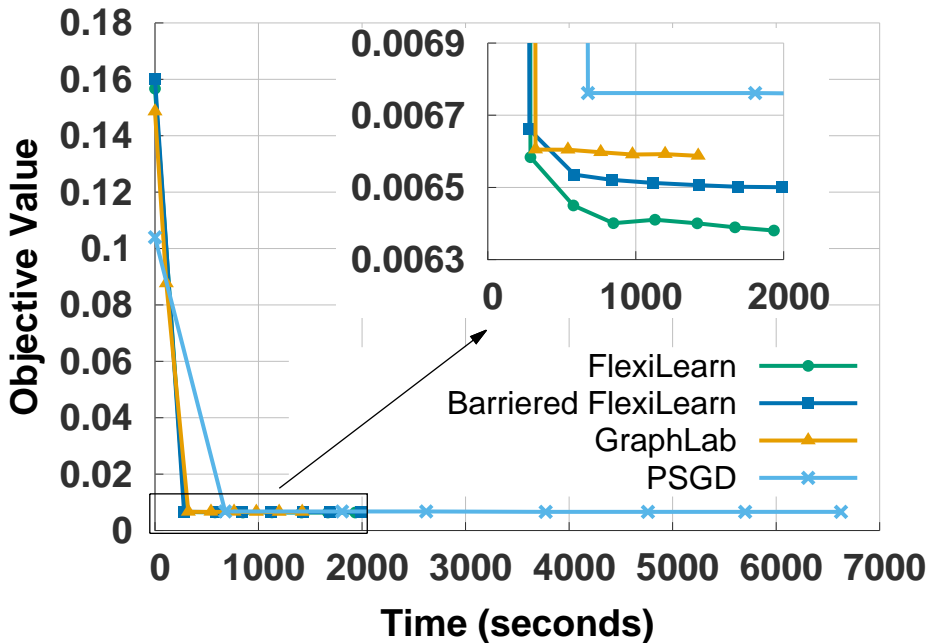 0.18
0.16
0.14
0.12
0.1
0.08
0.06
0.04
0.02
0
Objective Value
0 1000 2000 3000 4000 5000 6000 7000
Time (seconds)
0.0069
0.0067
0.0065
0.0063
0 1000 2000
FlexiLearn
Barriered FlexiLearn
GraphLab
PSGD